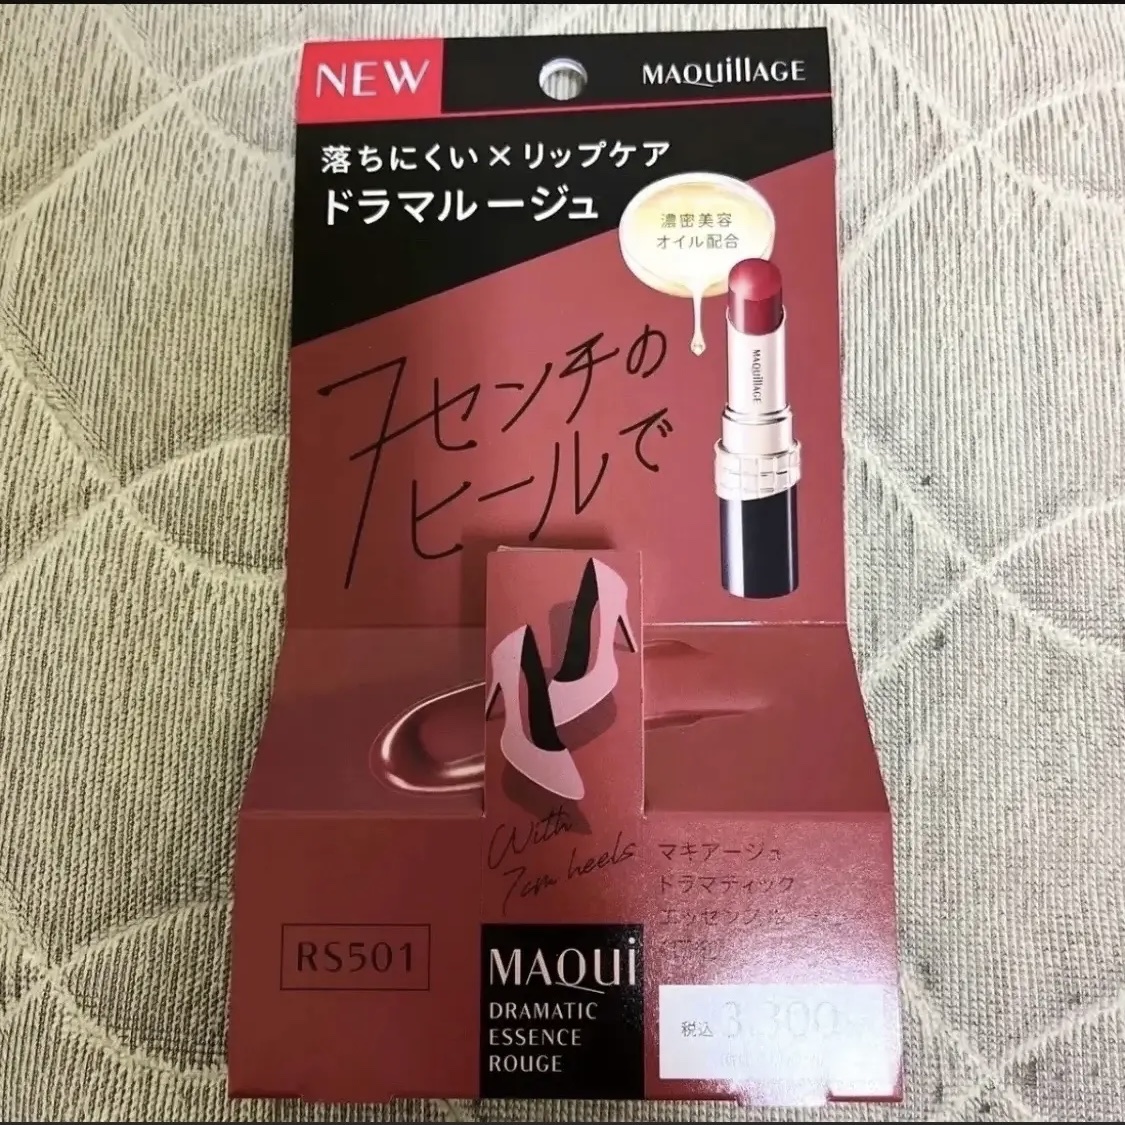 NEW
MAQuillAGE
落ちにくい×リップケア
ドラマルージュ
濃密美容
オイル配合
MAQuillAGE
7センチの
ヒールで
With
7cm heels
マキアージュ
ドラマティック
RS501
MAQui
DRAMATIC
ESSENCE
ROUGE
税込 3,300